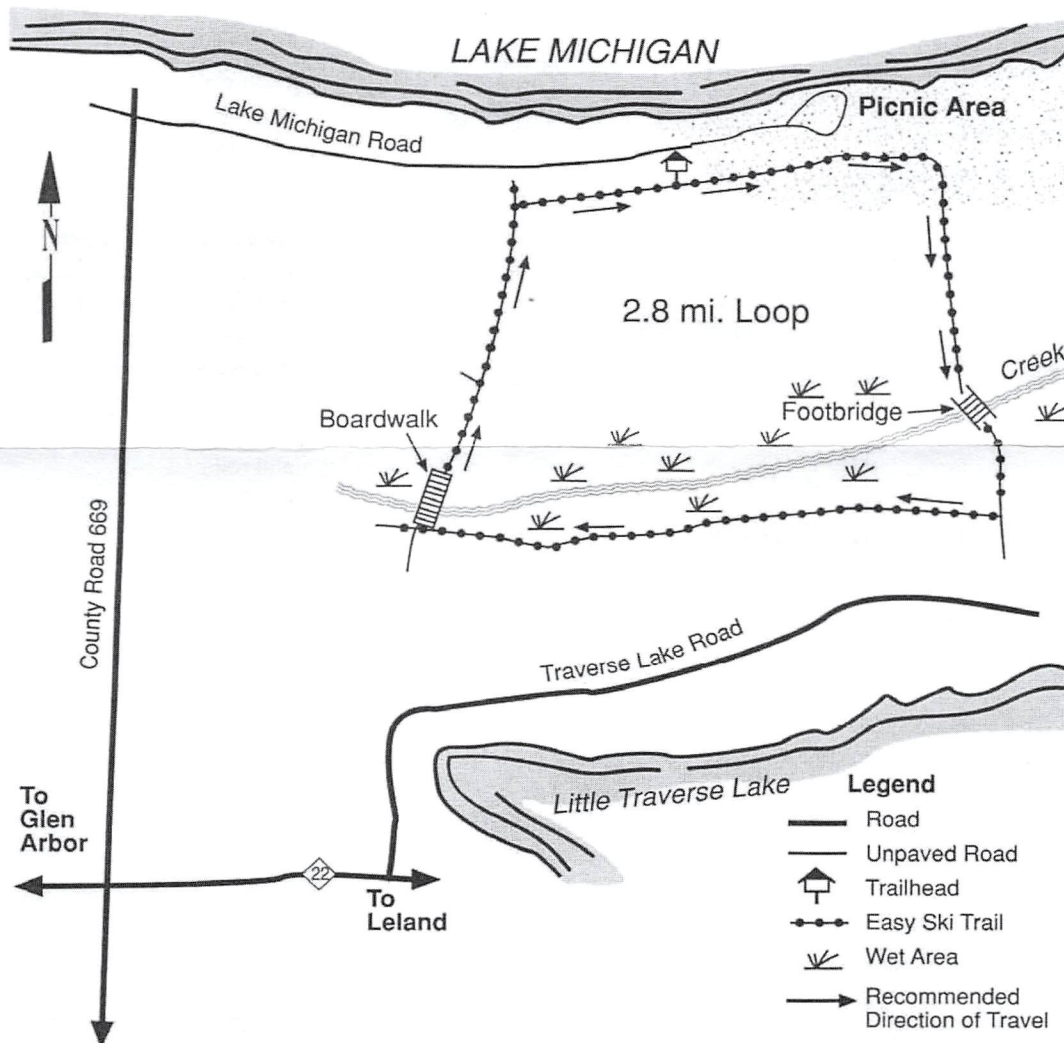 LAKE MICHIGAN
Lake Michigan Road
Picnic Area
N
2.8 mi. Loop
Creek
Footbridge
Boardwalk
County Road 669
Traverse Lake Road
Little Traverse Lake
To
Glen
Arbor
22
To
Leland
Legend
Road
Unpaved Road
Trailhead
Easy Ski Trail
Wet Area
Recommended
Direction of Travel